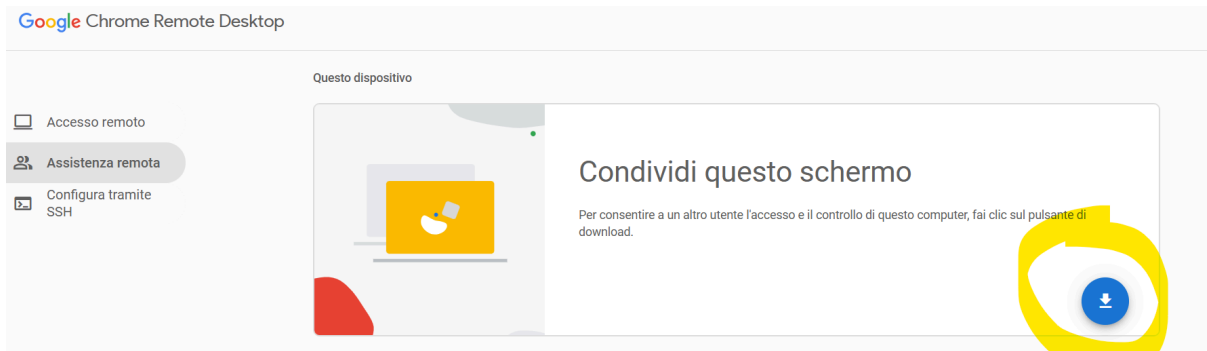 Google Chrome Remote Desktop
Questo dispositivo
Accesso remoto
Assistenza remota
Configura tramite
SSH
Condividi questo schermo
Per consentire a un altro utente l'accesso e il controllo di questo computer, fai clic sul pulsante di
download.